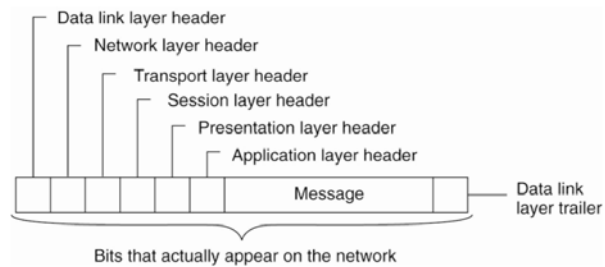 Data link layer header
Network layer header
Transport layer header
Session layer header
Presentation layer header
Application layer header
Message
Data link
layer trailer
Bits that actually appear on the network